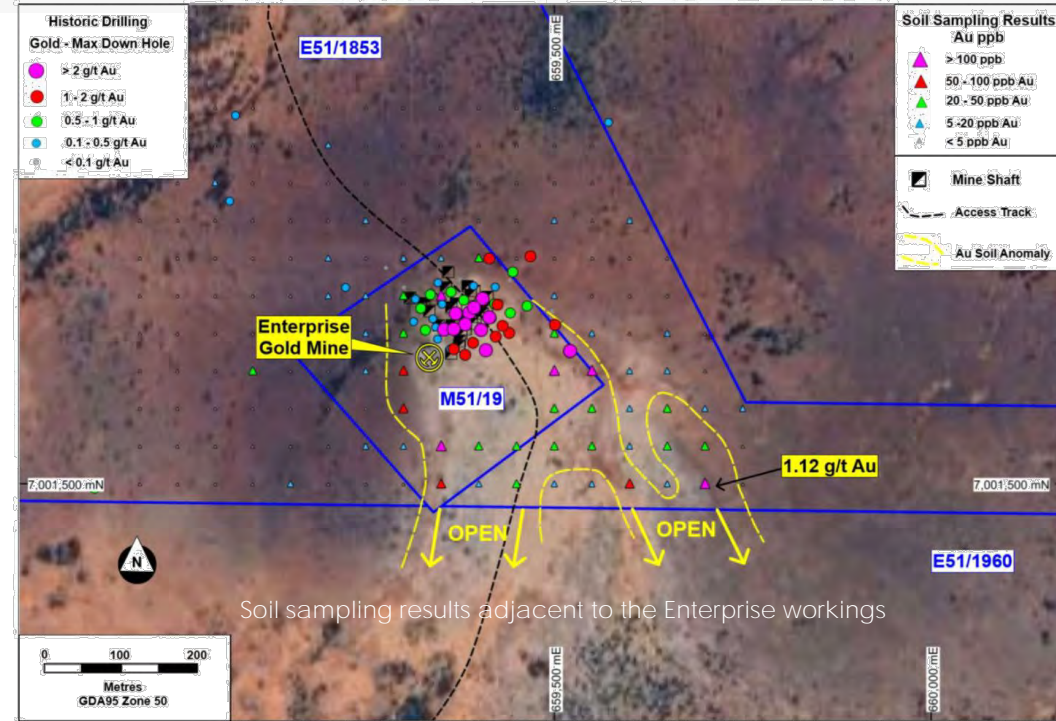 Historic Drilling
Gold - Max Down Hole
> 2 g/t Au
1 - 2 g/t Au
0.5 - 1 g/t Au
0.1 - 0.5 g/t Au
< 0.1 g/t Au
E51/1853
659,500 mE
Soil Sampling Results
Au ppb
> 100 ppb
50 - 100 ppb Au
20 - 50 ppb Au
5 -20 ppb Au
< 5 ppb Au
Mine Shaft
Access Track
Au Soil Anomaly
Enterprise
Gold Mine
M51/19
1.12 g/t Au
7,001,500 mN
7,001,500 mN
OPEN
OPEN
E51/1960
N
Soil sampling results adjacent to the Enterprise workings
0 100 200
Metres
GDA95 Zone 50
659,500 mE
660,000 mE